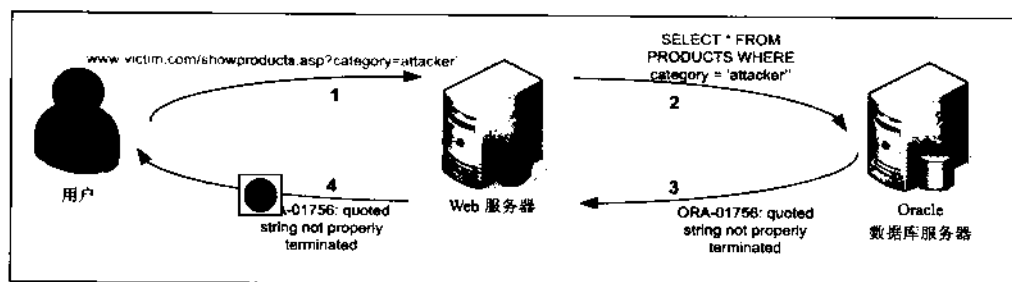 www.victim.com/showproducts.asp?category=attacker'
1
SELECT * FROM
PRODUCTS WHERE
category = 'attacker''
2
用户
4
-01756: quoted
string not properly
terminated
Web 服务器
3
ORA-01756: quoted
string not properly
terminated
Oracle
数据库服务器